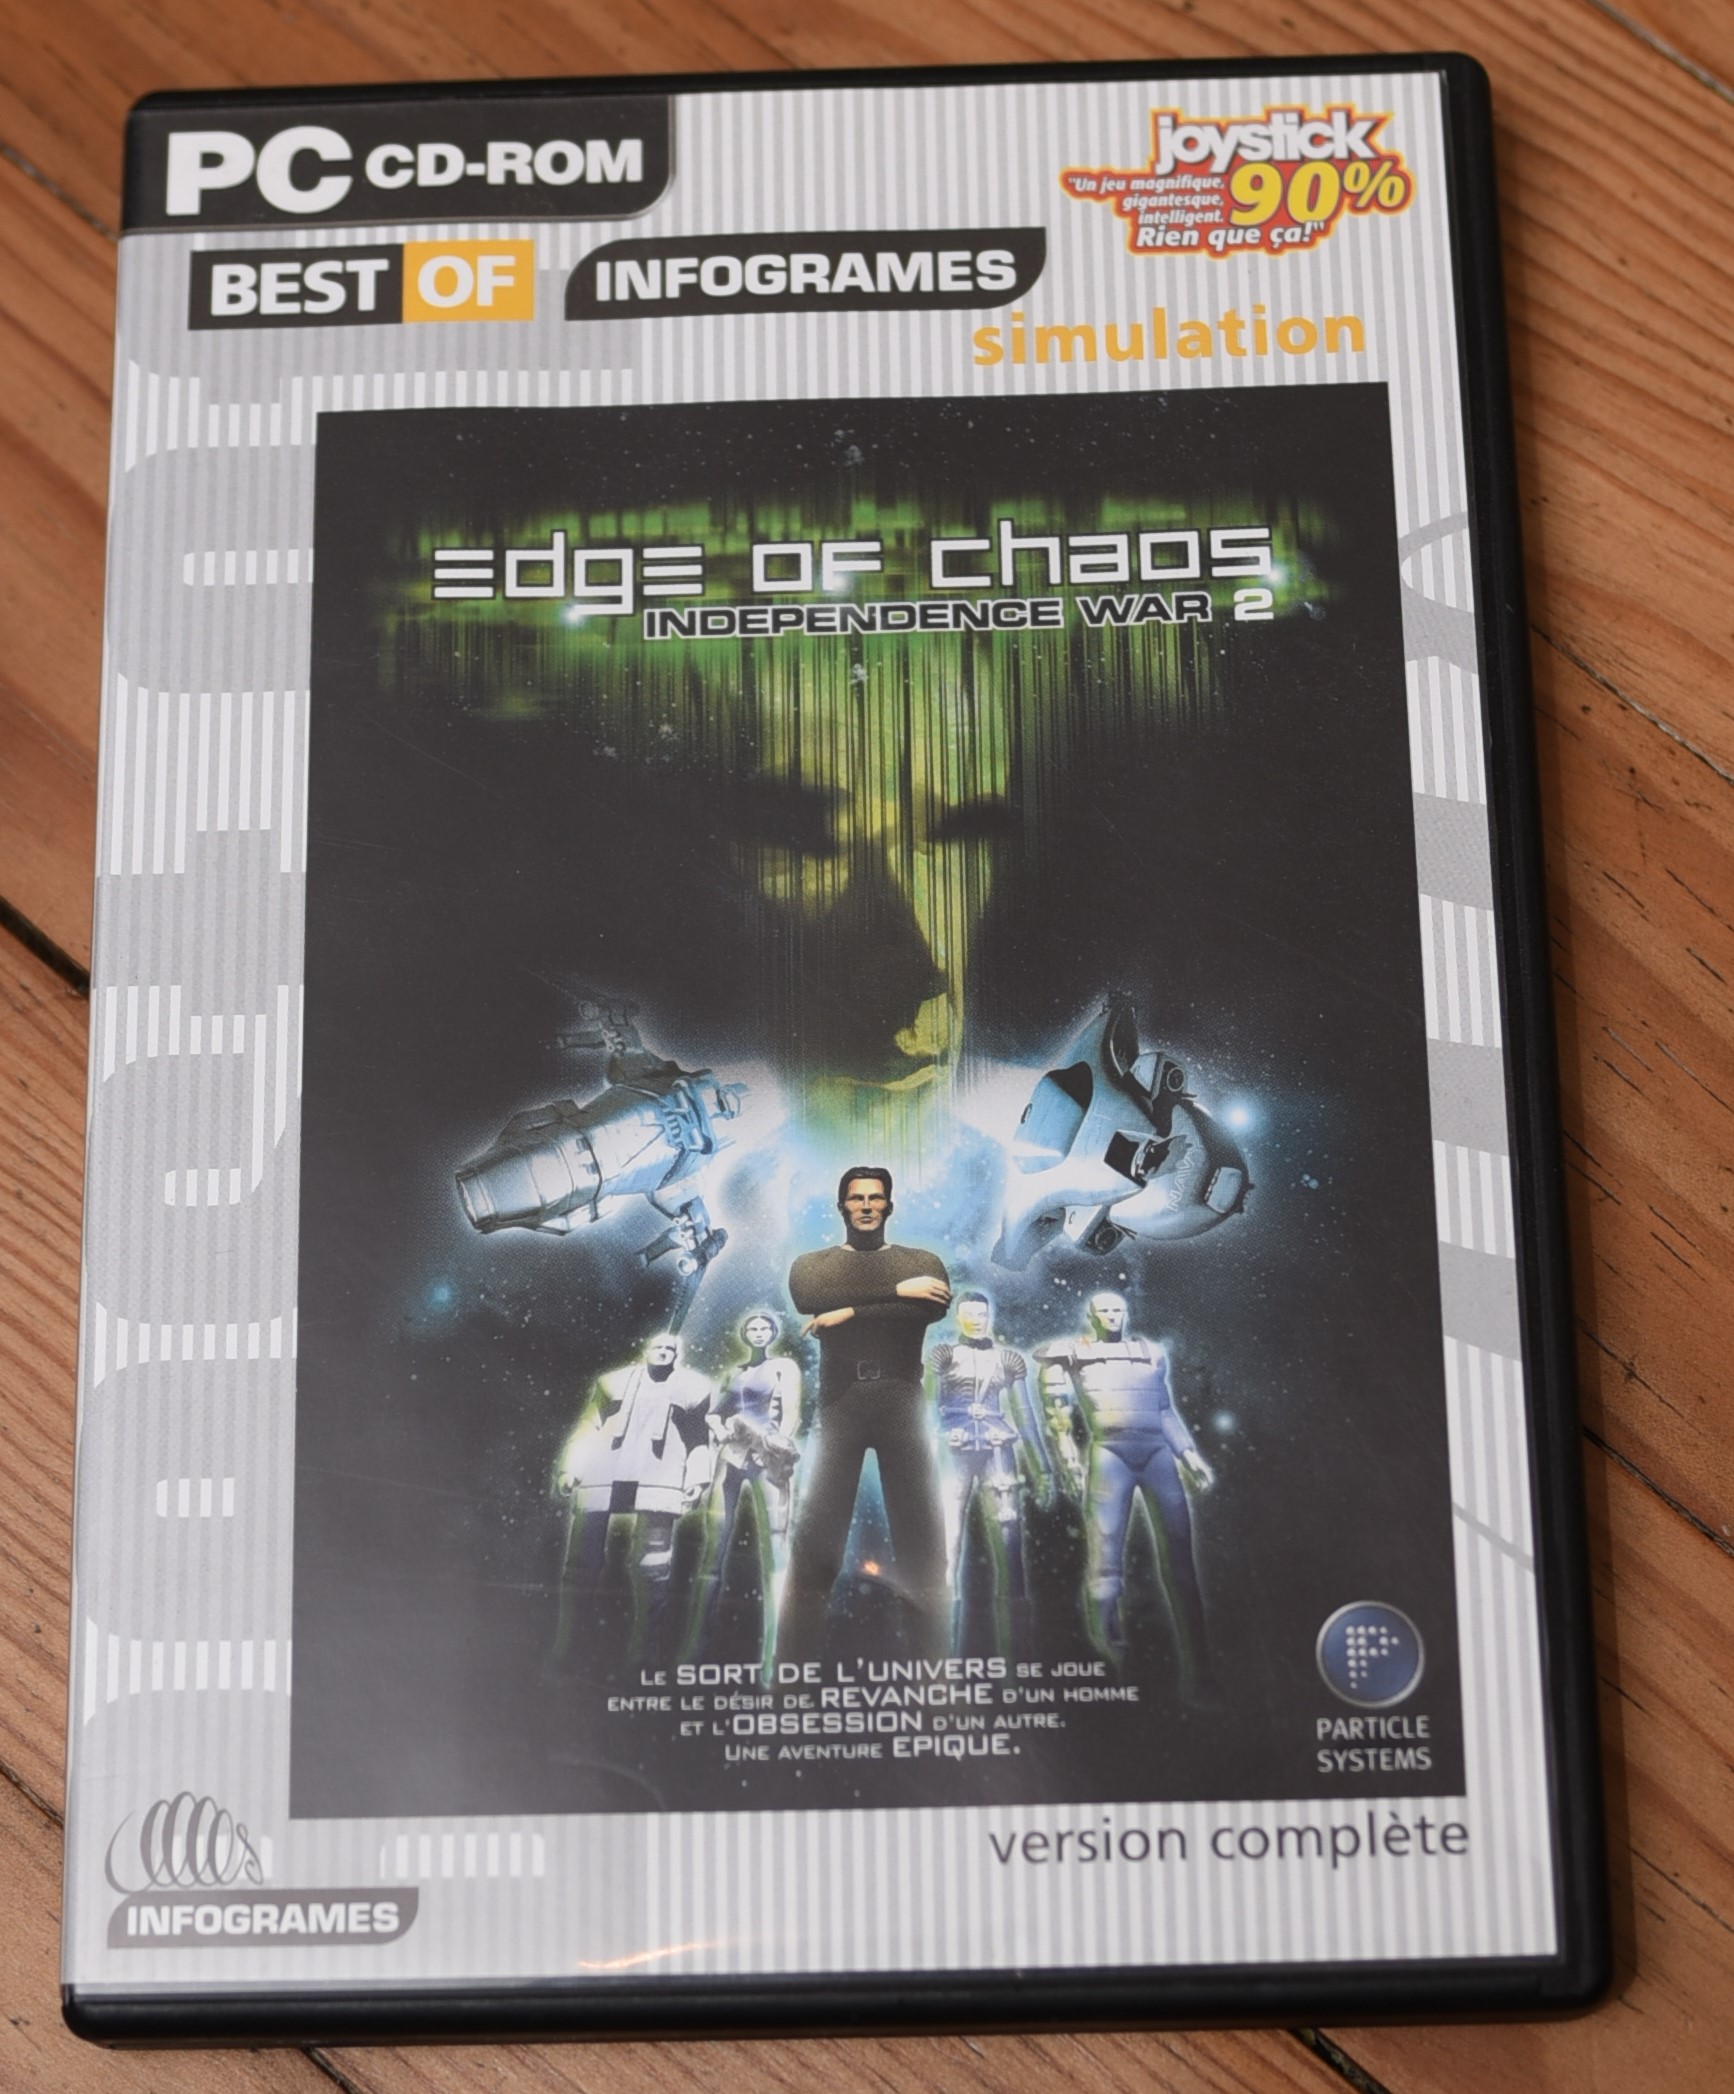 PC CD-ROM
joystick
"Un jeu magnifique,
gigantesque,
intelligent.
90%
Rien que ça!"
BEST OF INFOGRAMES
simulation
edge of chaos
INDEPENDENCE WAR 2
NAVY
LE SORT DE L'UNIVERS SE JOUE
ENTRE LE DÉSIR DE REVANCHE D'UN HOMME
ET L'OBSESSION D'UN AUTRE.
UNE AVENTURE EPIQUE.
PARTICLE
SYSTEMS
version complète
INFOGRAMES